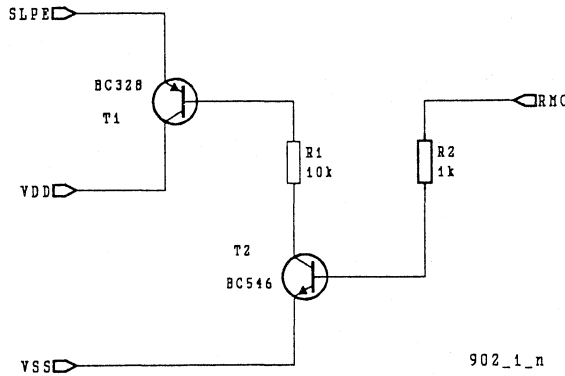 SLPE
BC328
T1
RMC
R1
10k
R2
1k
VDD
T2
BC546
VSS
902_1_n